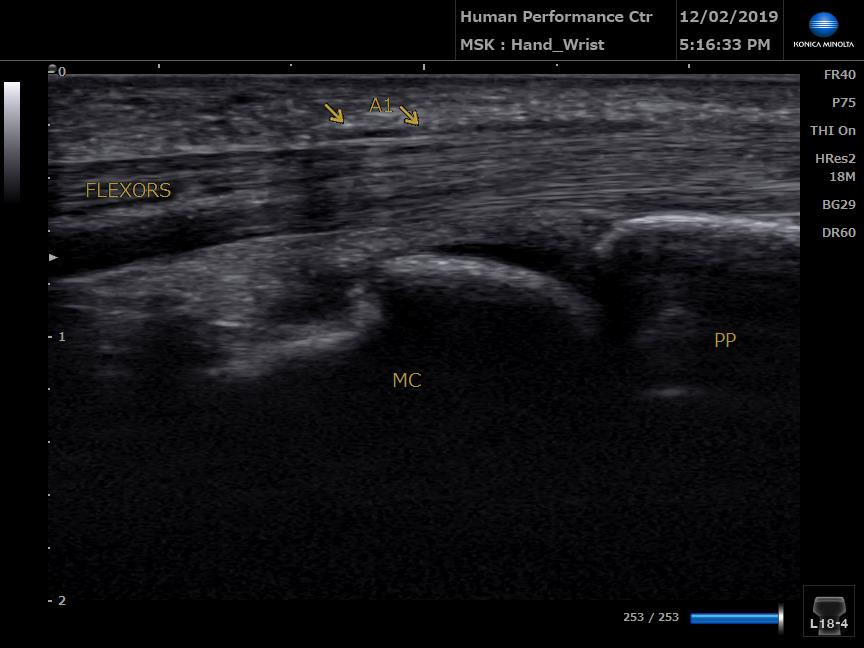 Human Performance Ctr
12/02/2019
MSK : Hand_Wrist
5:16:33 PM
KONICA MINOLTA
0
FR40
P75
THI On
HRes2
18M
BG29
DR60
A1
FLEXORS
1
PP
MC
2
253 / 253
L18-4